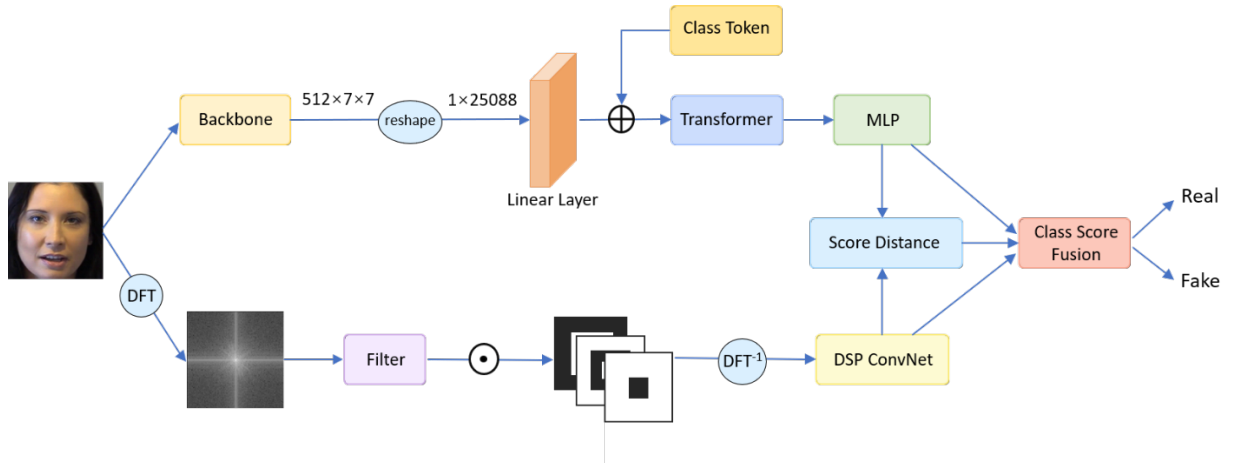 Class Token
512×7×7
1×25088
Backbone
reshape
Transformer
MLP
Linear Layer
Real
Score Distance
Class Score
Fusion
Fake
DFT
Filter
DFT⁻¹
DSP ConvNet